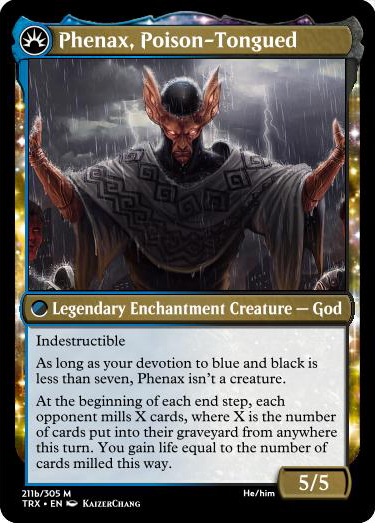 Phenax, Poison-Tongued
Legendary Enchantment Creature — God
Indestructible
As long as your devotion to blue and black is
less than seven, Phenax isn't a creature.
At the beginning of each end step, each
opponent mills X cards, where X is the number
of cards put into their graveyard from anywhere
this turn. You gain life equal to the number of
cards milled this way.
5/5
211b/305 M
He/him
TRX • EN KaizerChang